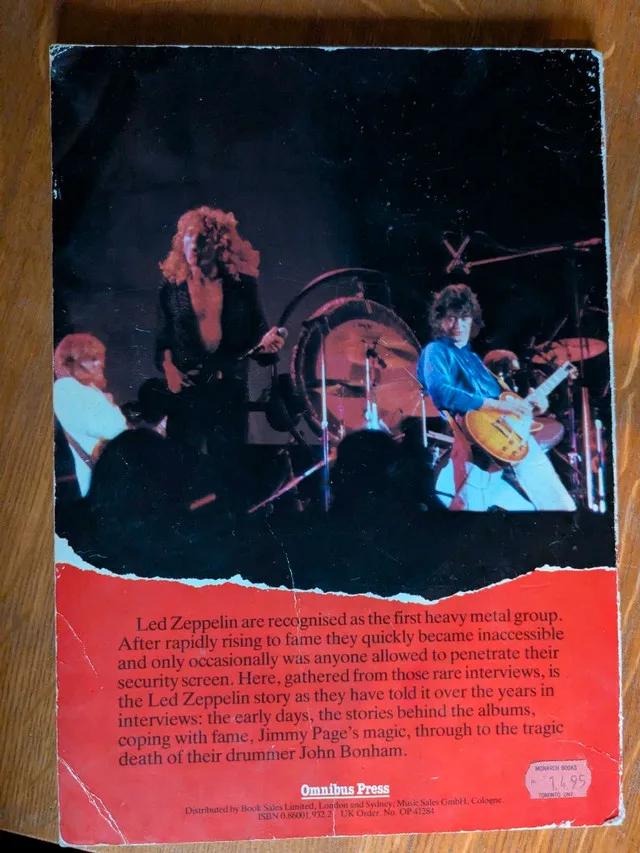 Led Zeppelin are recognised as the first heavy metal group.
After rapidly rising to fame they quickly became inaccessible
and only occasionally was anyone allowed to penetrate their
security screen. Here, gathered from those rare interviews, is
the Led Zeppelin story as they have told it over the years in
interviews: the early days, the stories behind the albums,
coping with fame, Jimmy Page's magic, through to the tragic
death of their drummer John Bonham.
MONARCH BOOKS
14.95
TORONTO ONT.
Omnibus Press
Distributed by Book Sales Limited, London and Sydney, Music Sales GmbH, Cologne.
ISBN 0.86001.932.2 UK Order No. OP-41284